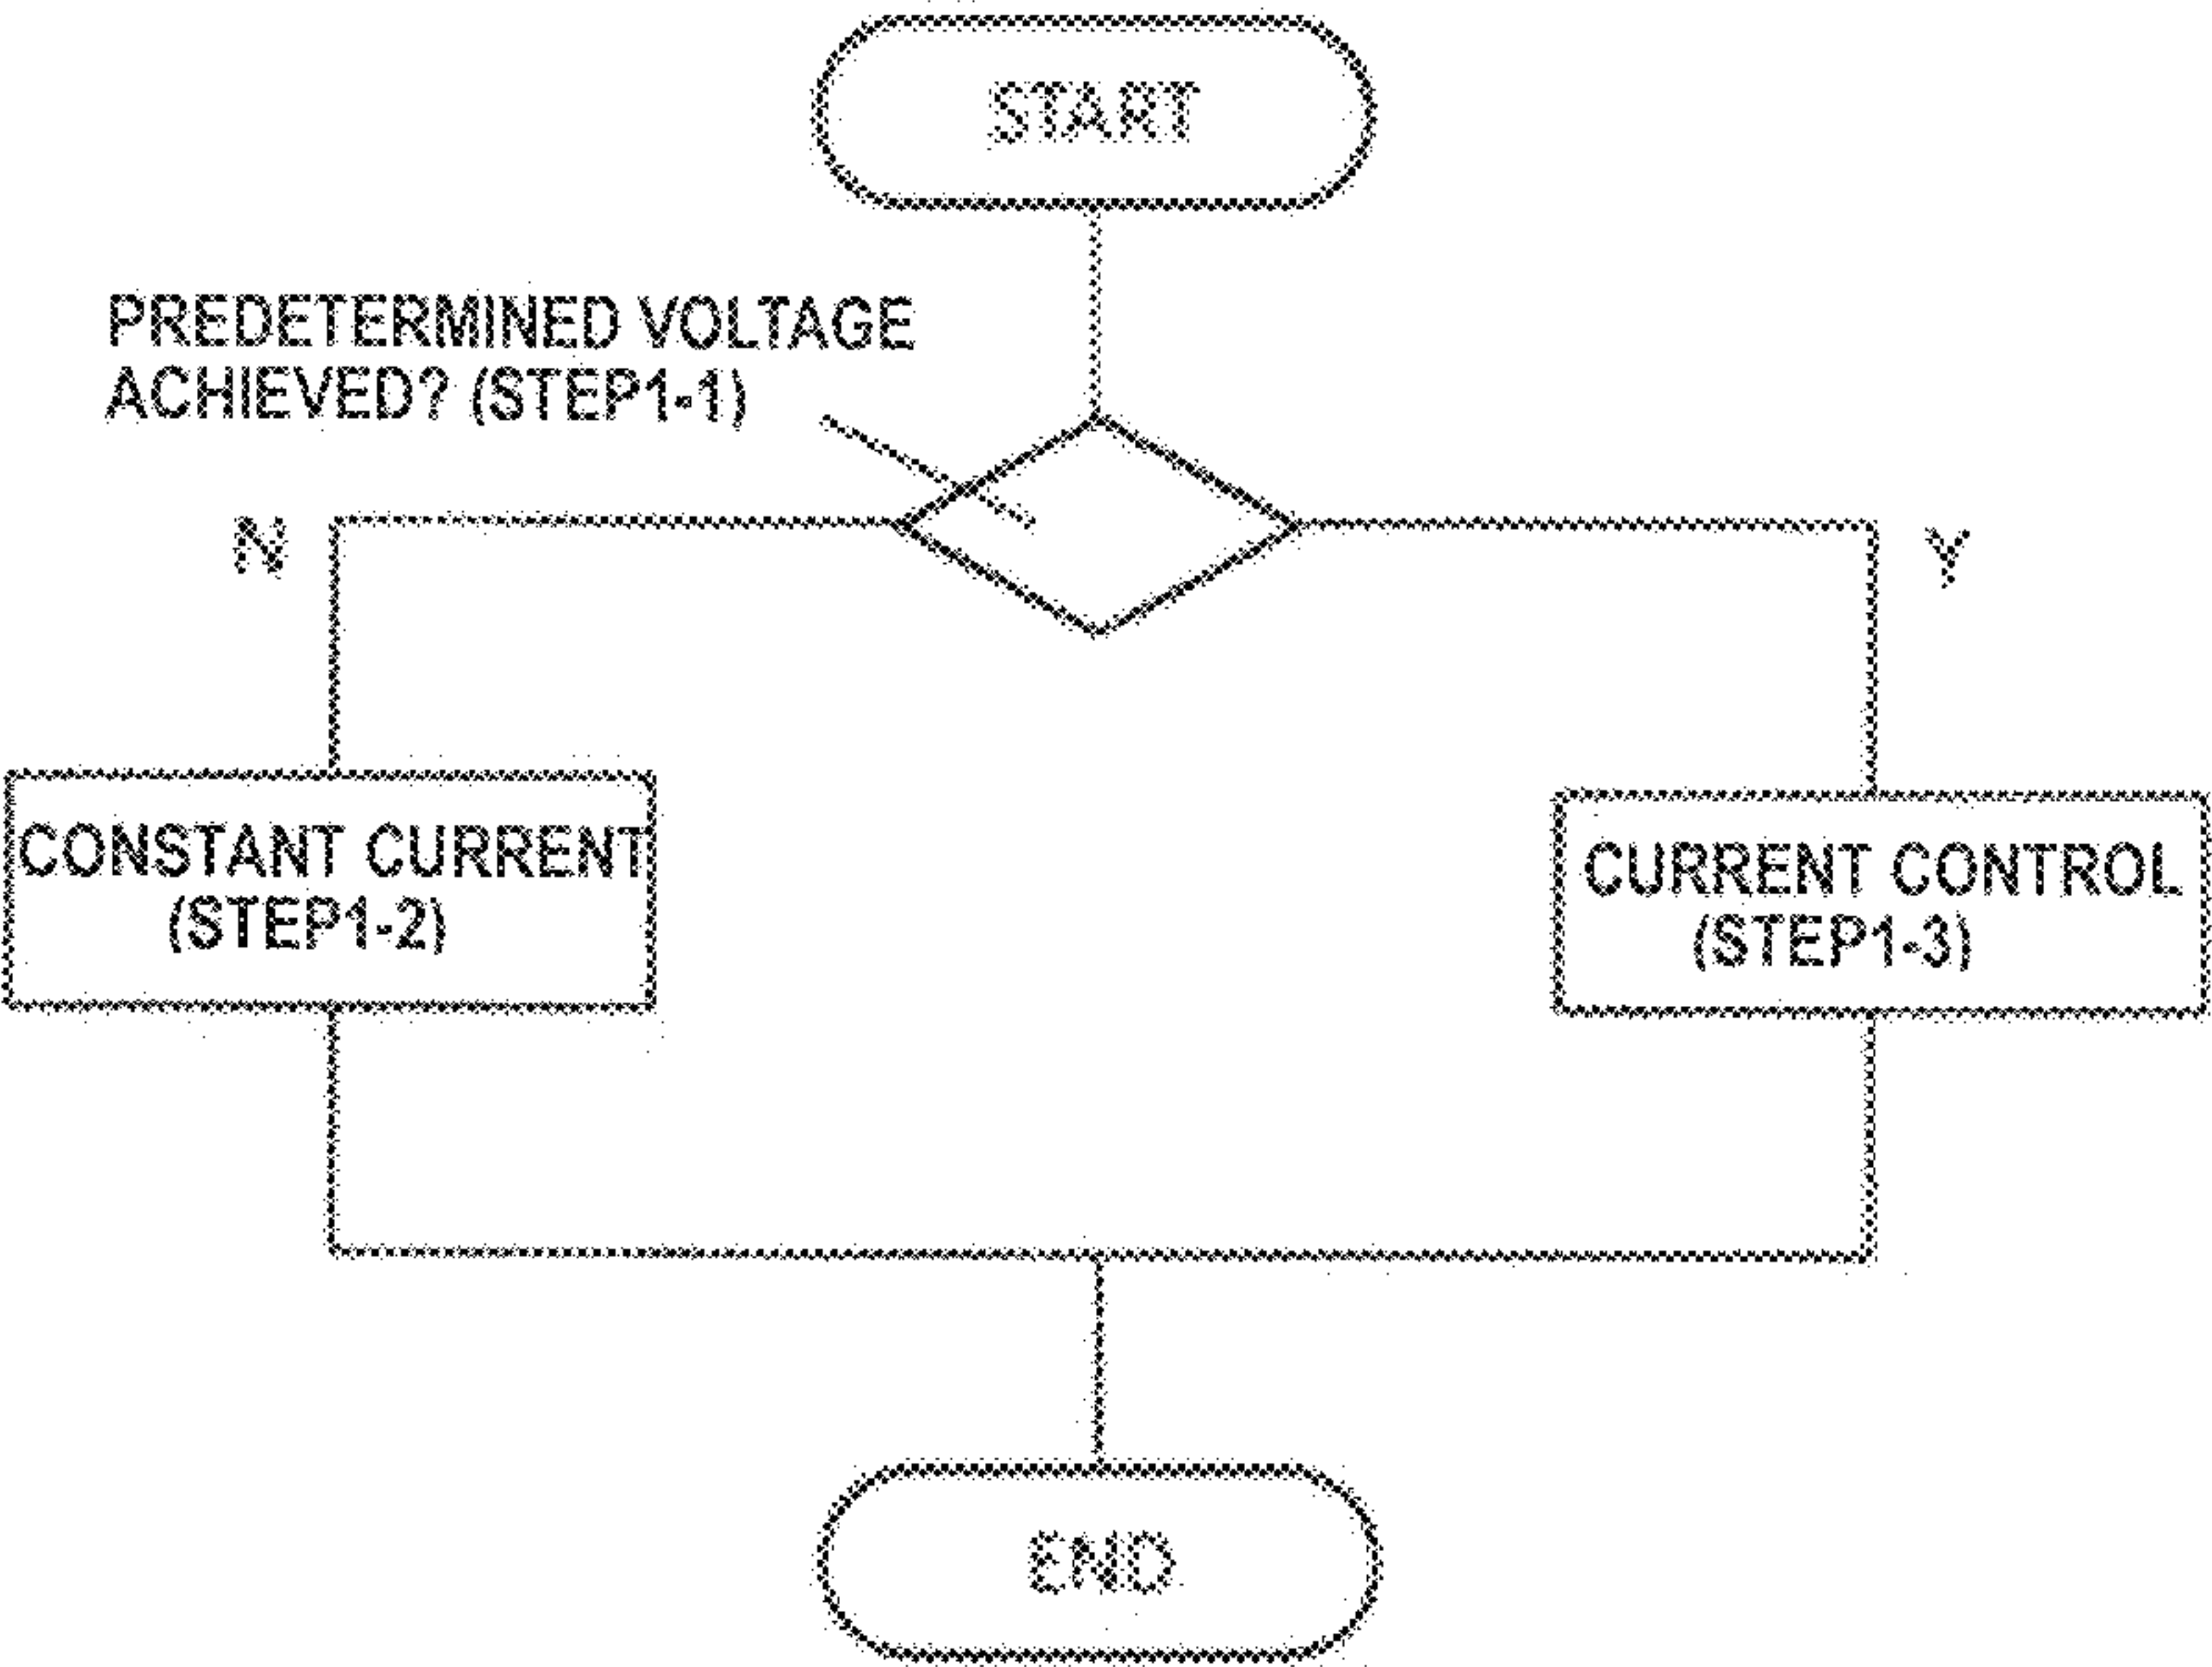 START
PREDETERMINED VOLTAGE
ACHIEVED? (STEP1-1)
N
Y
CONSTANT CURRENT
(STEP1-2)
CURRENT CONTROL
(STEP1-3)
END